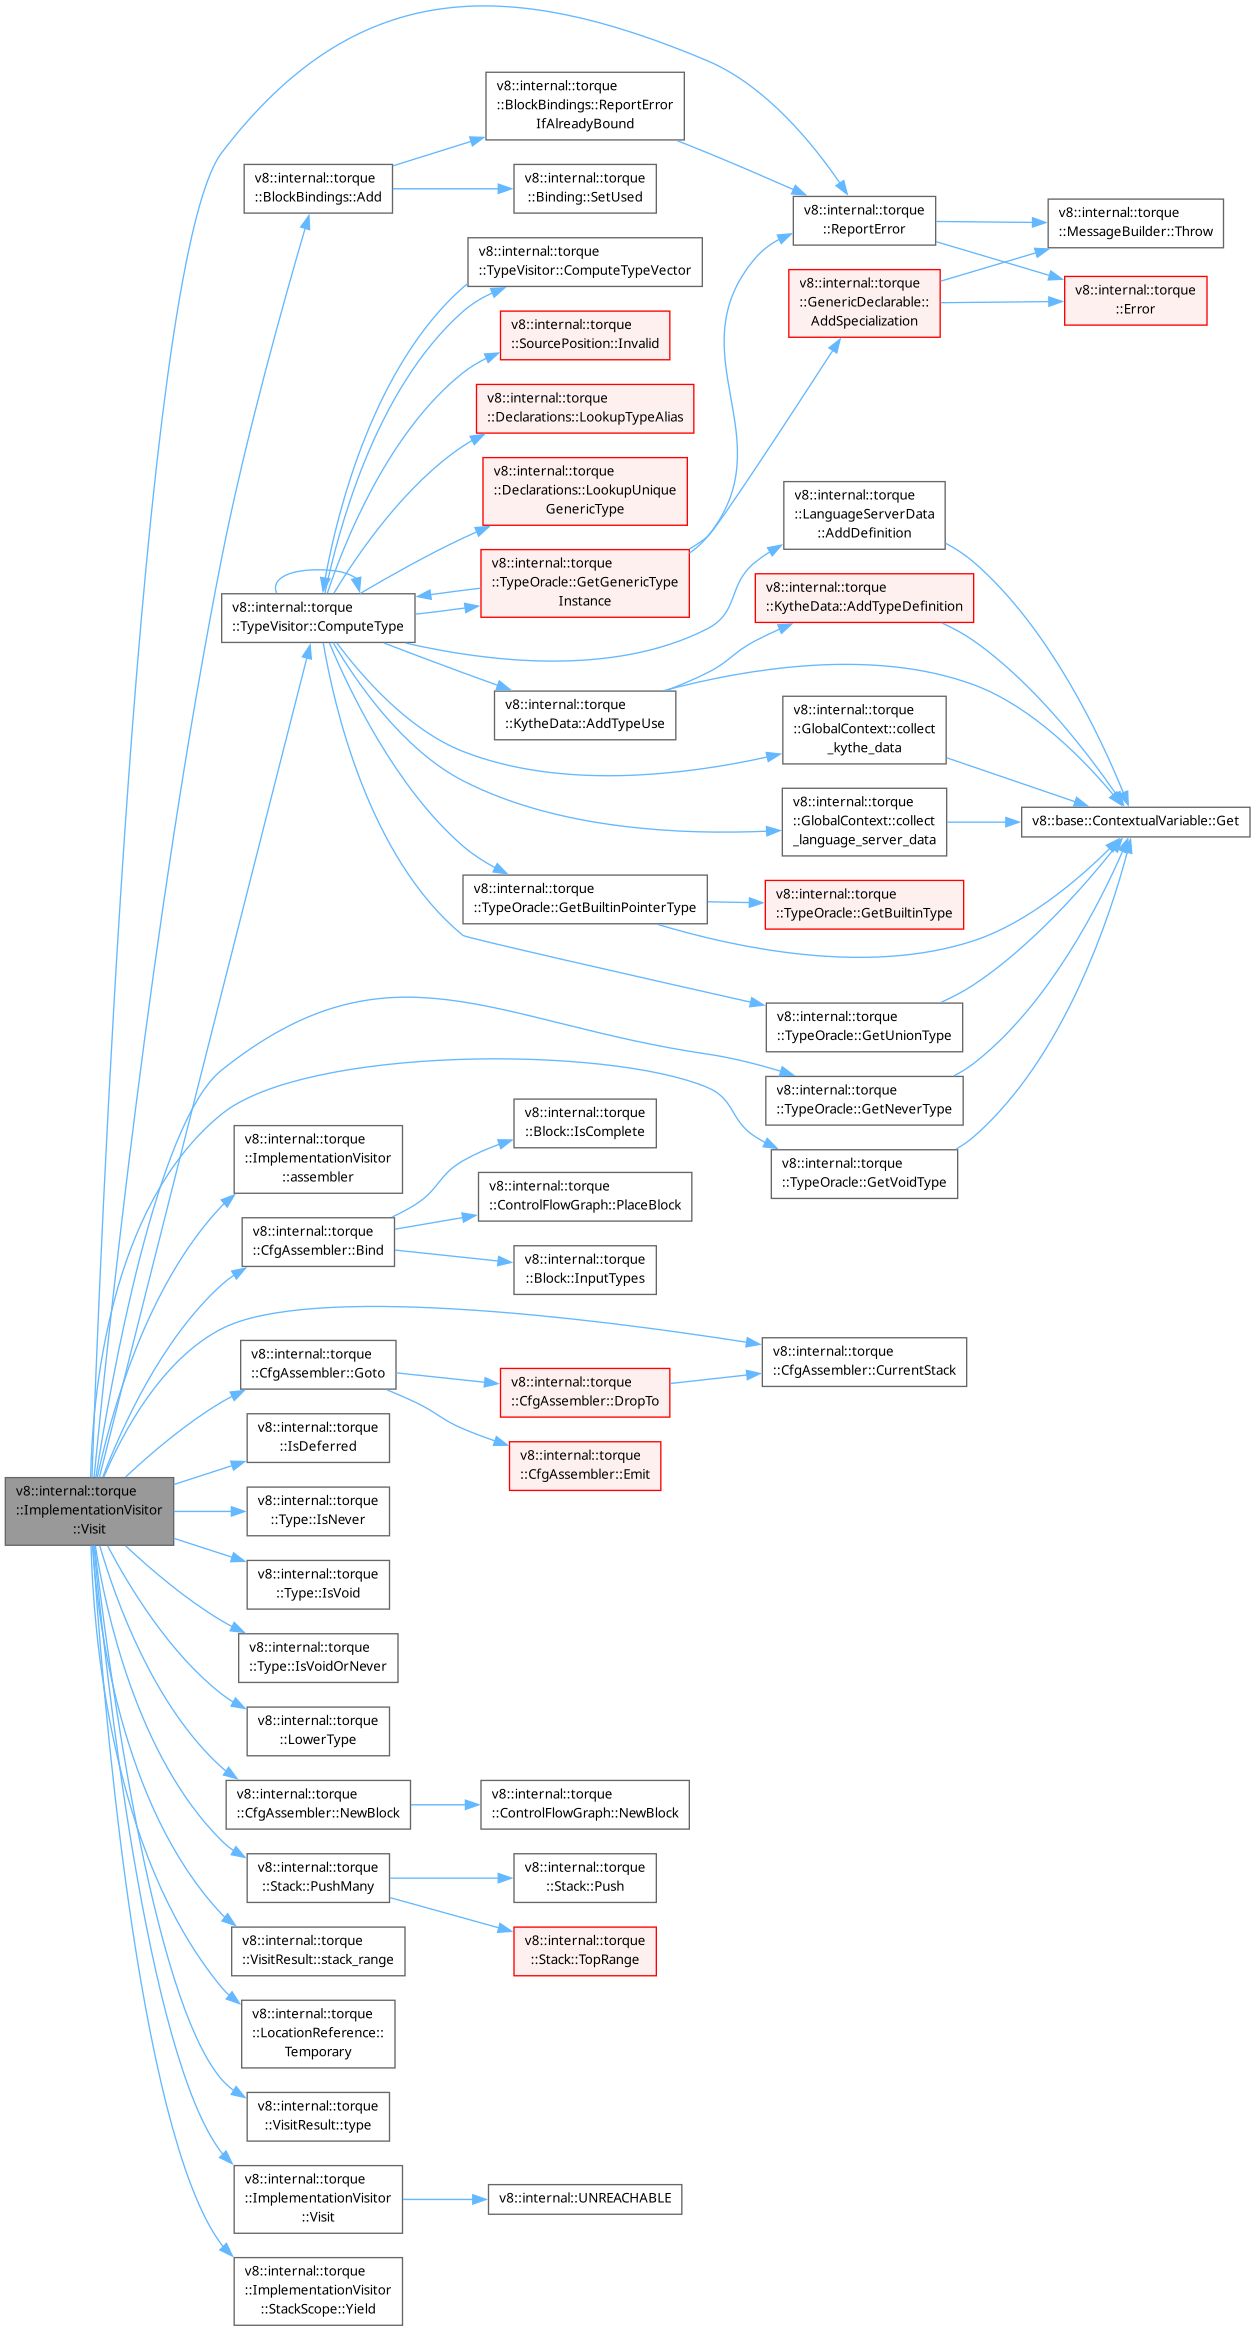 v8::internal::torque
::BlockBindings::ReportError
IfAlreadyBound
v8::internal::torque
::BlockBindings::Add
v8::internal::torque
::Binding::SetUsed
v8::internal::torque
::ReportError
v8::internal::torque
::MessageBuilder::Throw
v8::internal::torque
::TypeVisitor::ComputeTypeVector
v8::internal::torque
::GenericDeclarable::
AddSpecialization
v8::internal::torque
::Error
v8::internal::torque
::SourcePosition::Invalid
v8::internal::torque
::Declarations::LookupTypeAlias
v8::internal::torque
::Declarations::LookupUnique
GenericType
v8::internal::torque
::LanguageServerData
::AddDefinition
v8::internal::torque
::TypeOracle::GetGenericType
Instance
v8::internal::torque
::KytheData::AddTypeDefinition
v8::internal::torque
::TypeVisitor::ComputeType
v8::internal::torque
::KytheData::AddTypeUse
v8::internal::torque
::GlobalContext::collect
_kythe_data
v8::internal::torque
::GlobalContext::collect
_language_server_data
v8::base::ContextualVariable::Get
v8::internal::torque
::TypeOracle::GetBuiltinPointerType
v8::internal::torque
::TypeOracle::GetBuiltinType
v8::internal::torque
::TypeOracle::GetUnionType
v8::internal::torque
::TypeOracle::GetNeverType
v8::internal::torque
::TypeOracle::GetVoidType
v8::internal::torque
::Block::IsComplete
v8::internal::torque
::ImplementationVisitor
::assembler
v8::internal::torque
::ControlFlowGraph::PlaceBlock
v8::internal::torque
::CfgAssembler::Bind
v8::internal::torque
::Block::InputTypes
v8::internal::torque
::CfgAssembler::CurrentStack
v8::internal::torque
::CfgAssembler::Goto
v8::internal::torque
::CfgAssembler::DropTo
v8::internal::torque
::IsDeferred
v8::internal::torque
::CfgAssembler::Emit
v8::internal::torque
::ImplementationVisitor
::Visit
v8::internal::torque
::Type::IsNever
v8::internal::torque
::Type::IsVoid
v8::internal::torque
::Type::IsVoidOrNever
v8::internal::torque
::LowerType
v8::internal::torque
::CfgAssembler::NewBlock
v8::internal::torque
::ControlFlowGraph::NewBlock
v8::internal::torque
::Stack::PushMany
v8::internal::torque
::Stack::Push
v8::internal::torque
::VisitResult::stack_range
v8::internal::torque
::Stack::TopRange
v8::internal::torque
::LocationReference::
Temporary
v8::internal::torque
::VisitResult::type
v8::internal::torque
::ImplementationVisitor
::Visit
v8::internal::UNREACHABLE
v8::internal::torque
::ImplementationVisitor
::StackScope::Yield